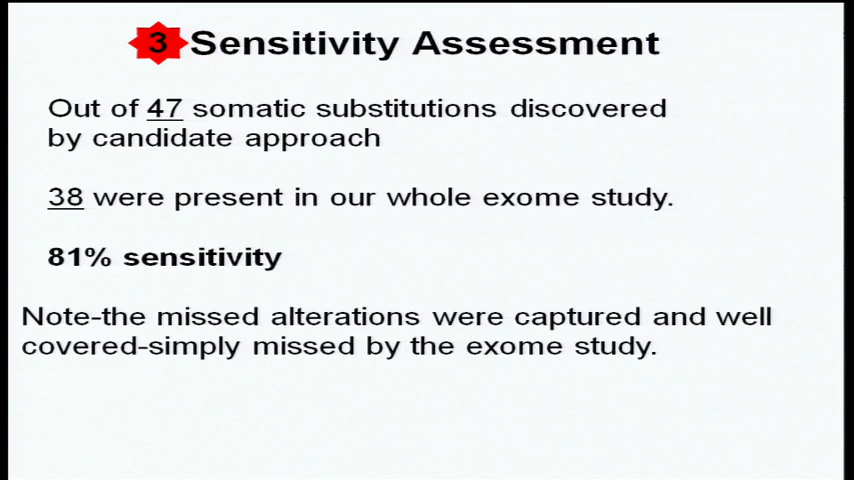 3 Sensitivity Assessment
Out of 47 somatic substitutions discovered
by candidate approach
38 were present in our whole exome study.
81% sensitivity
Note-the missed alterations were captured and well
covered-simply missed by the exome study.